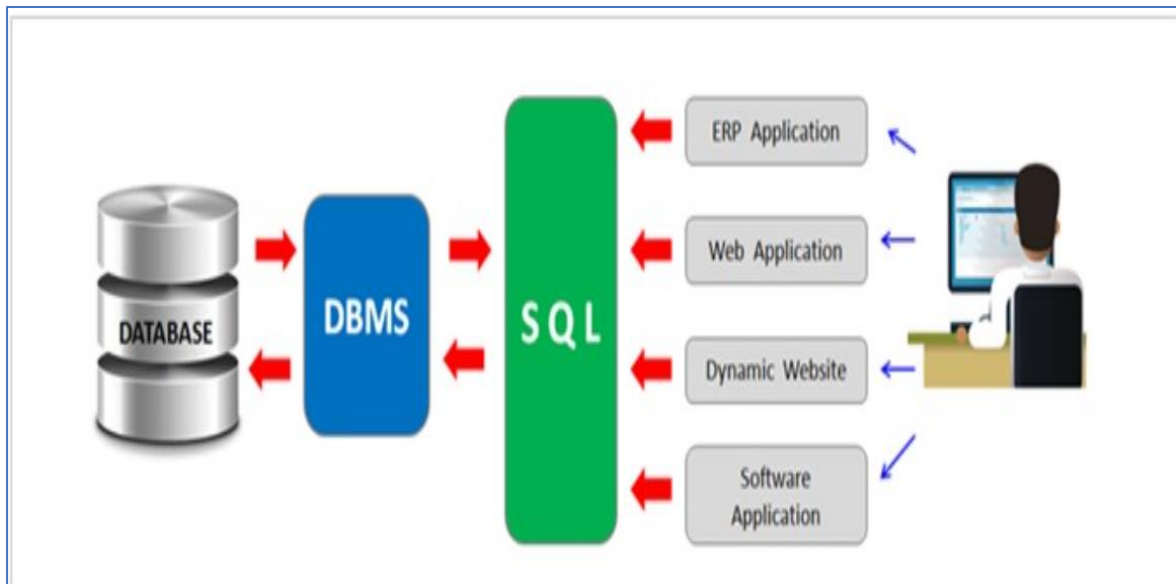 DATABASE
DBMS
SQL
ERP Application
Web Application
Dynamic Website
Software
Application